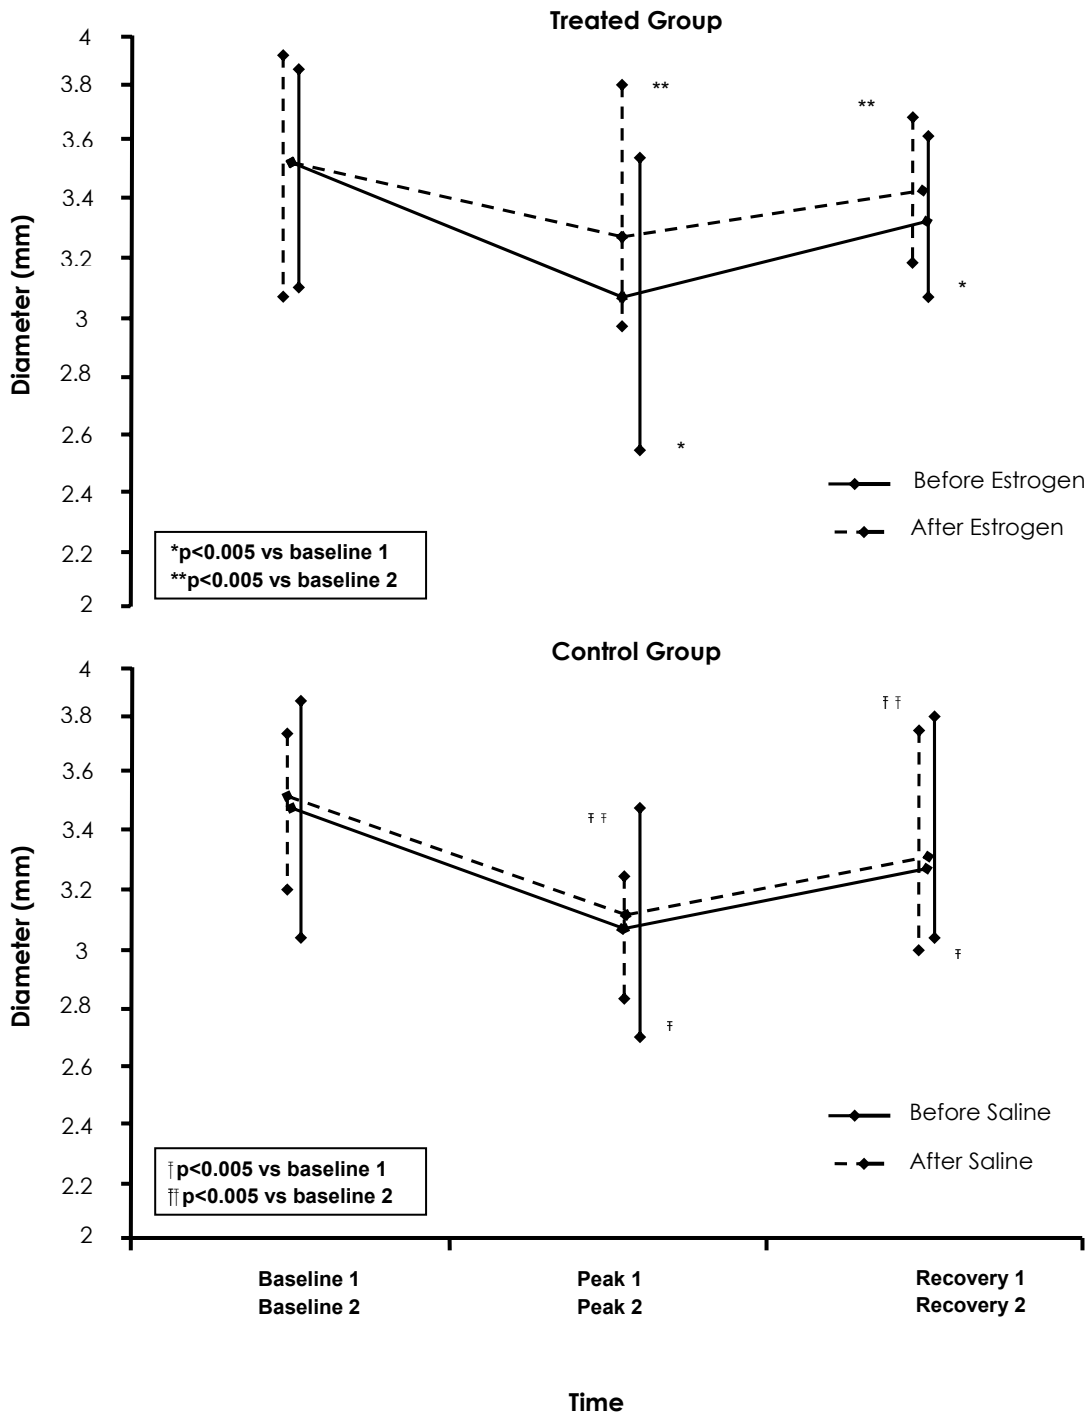 Treated Group
4
3.8
3.6
3.4
3.2
3
2.8
2.6
2.4
2.2
2
Diameter (mm)
**
**
*
*
Before Estrogen
After Estrogen
*p<0.005 vs baseline 1
**p<0.005 vs baseline 2
Control Group
4
3.8
3.6
3.4
3.2
3
2.8
2.6
2.4
2.2
2
Diameter (mm)
† †
† †
†
†
Before Saline
After Saline
†p<0.005 vs baseline 1
††p<0.005 vs baseline 2
Baseline 1
Baseline 2
Peak 1
Peak 2
Recovery 1
Recovery 2
Time